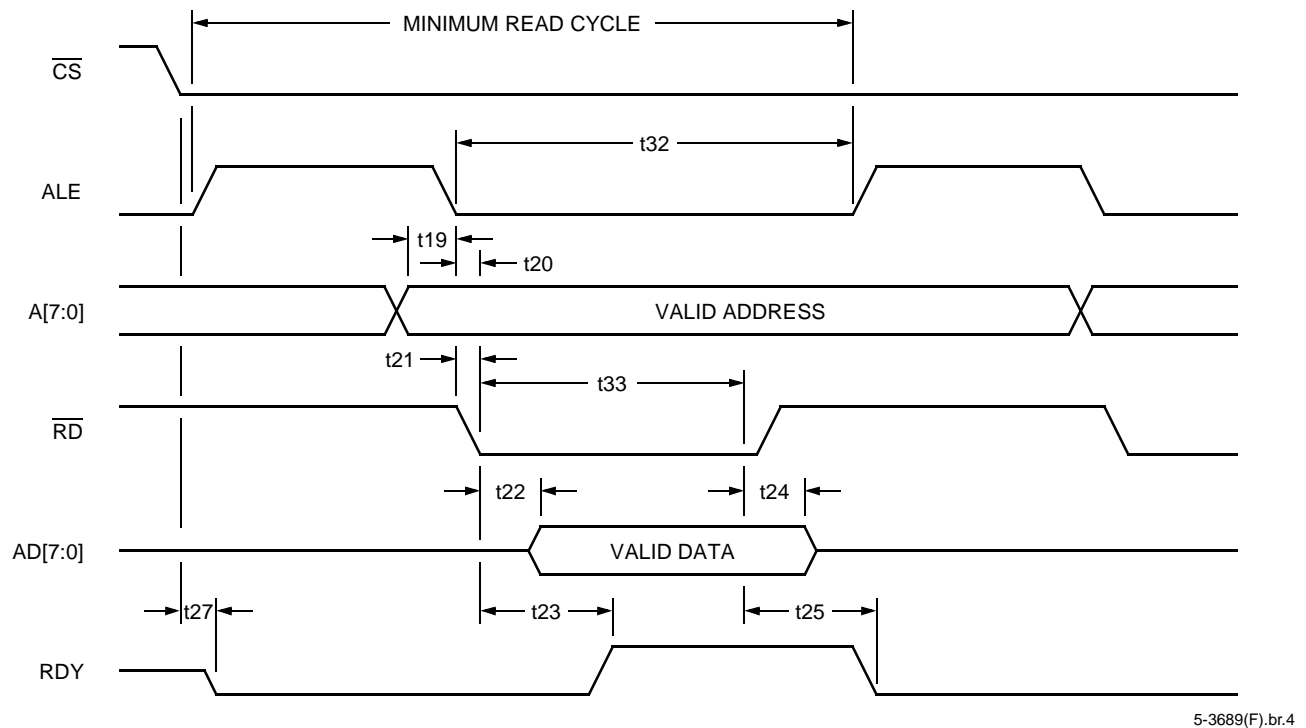 MINIMUM READ CYCLE
CS
t32
ALE
t19
t20
A[7:0]
VALID ADDRESS
t21
t33
RD
t22
t24
AD[7:0]
VALID DATA
t27
t23
t25
RDY
5-3689(F).br.4